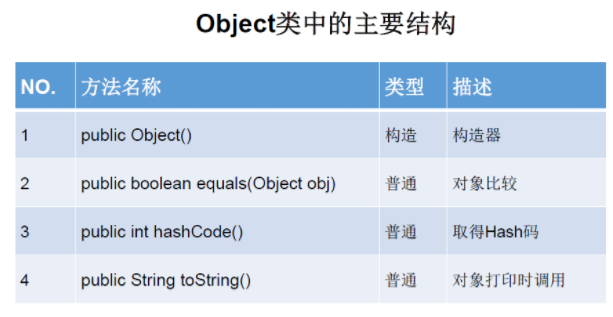 Object类中的主要结构
NO. 方法名称 类型 描述
1 public Object() 构造 构造器
2 public boolean equals(Object obj) 普通 对象比较
3 public int hashCode() 普通 取得Hash码
4 public String toString() 普通 对象打印时调用